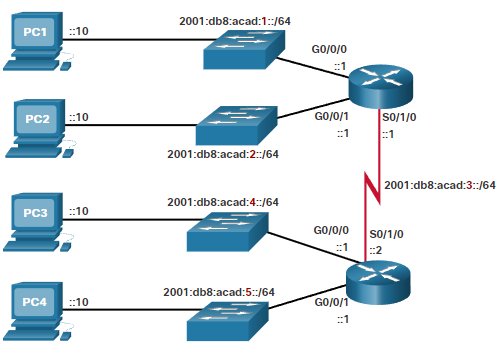 2001:db8:acad:1::/64
PC1
::10
G0/0/0
::1
PC2
::10
G0/0/1
::1
S0/1/0
::1
2001:db8:acad:2::/64
2001:db8:acad:3::/64
2001:db8:acad:4::/64
PC3
::10
G0/0/0
::1
S0/1/0
::2
2001:db8:acad:5::/64
PC4
::10
G0/0/1
::1